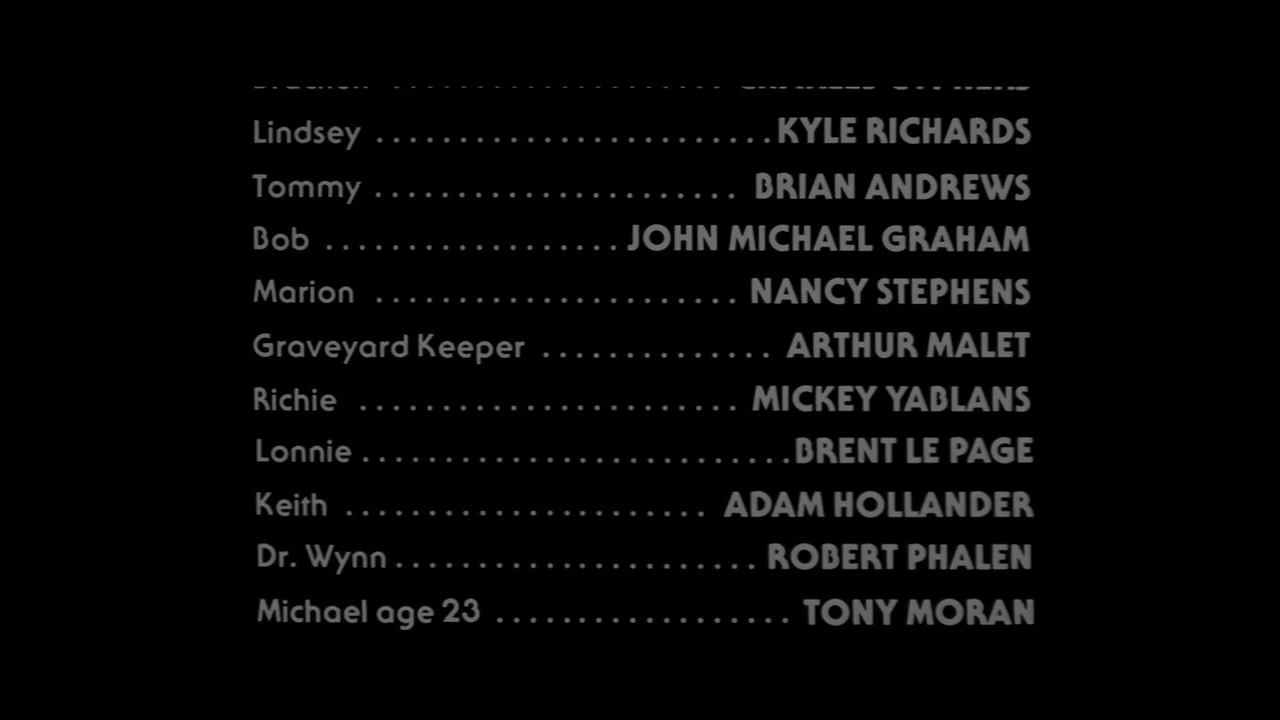 Lindsey ........................ KYLE RICHARDS
Tommy ...................... BRIAN ANDREWS
Bob .................. JOHN MICHAEL GRAHAM
Marion ...................... NANCY STEPHENS
Graveyard Keeper .............. ARTHUR MALET
Richie ....................... MICKEY YABLANS
Lonnie .......................... BRENT LE PAGE
Keith ...................... ADAM HOLLANDER
Dr. Wynn ...................... ROBERT PHALEN
Michael age 23 .................. TONY MORAN